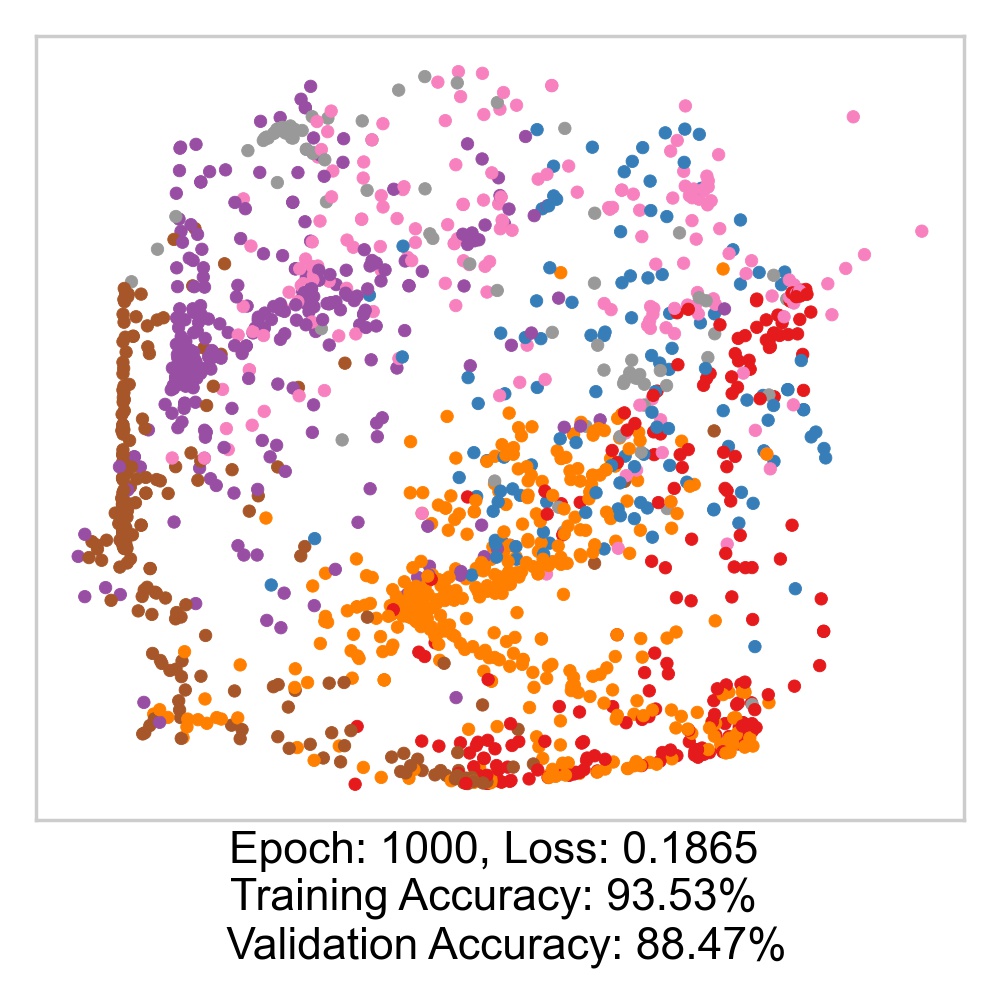 Epoch: 1000, Loss: 0.1865
Training Accuracy: 93.53%
Validation Accuracy: 88.47%